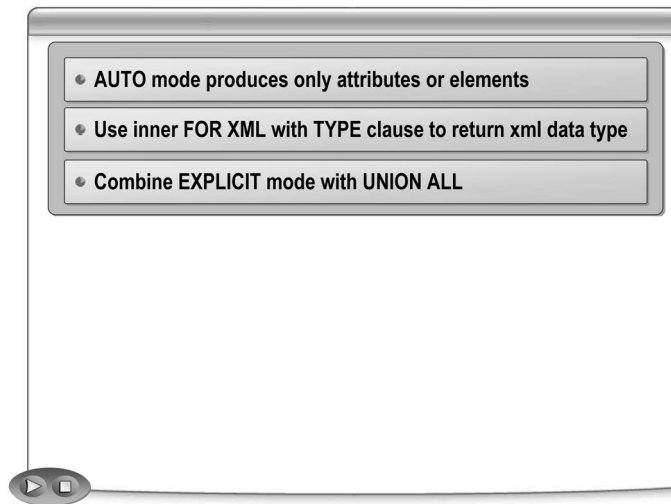 AUTO mode produces only attributes or elements
Use inner FOR XML with TYPE clause to return xml data type
Combine EXPLICIT mode with UNION ALL